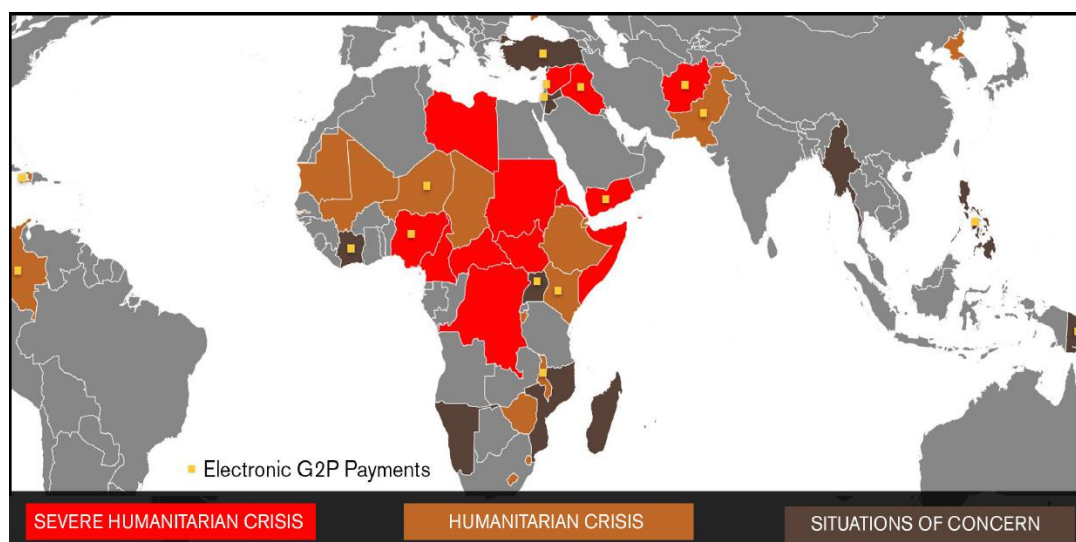 Electronic G2P Payments
SEVERE HUMANITARIAN CRISIS
HUMANITARIAN CRISIS
SITUATIONS OF CONCERN